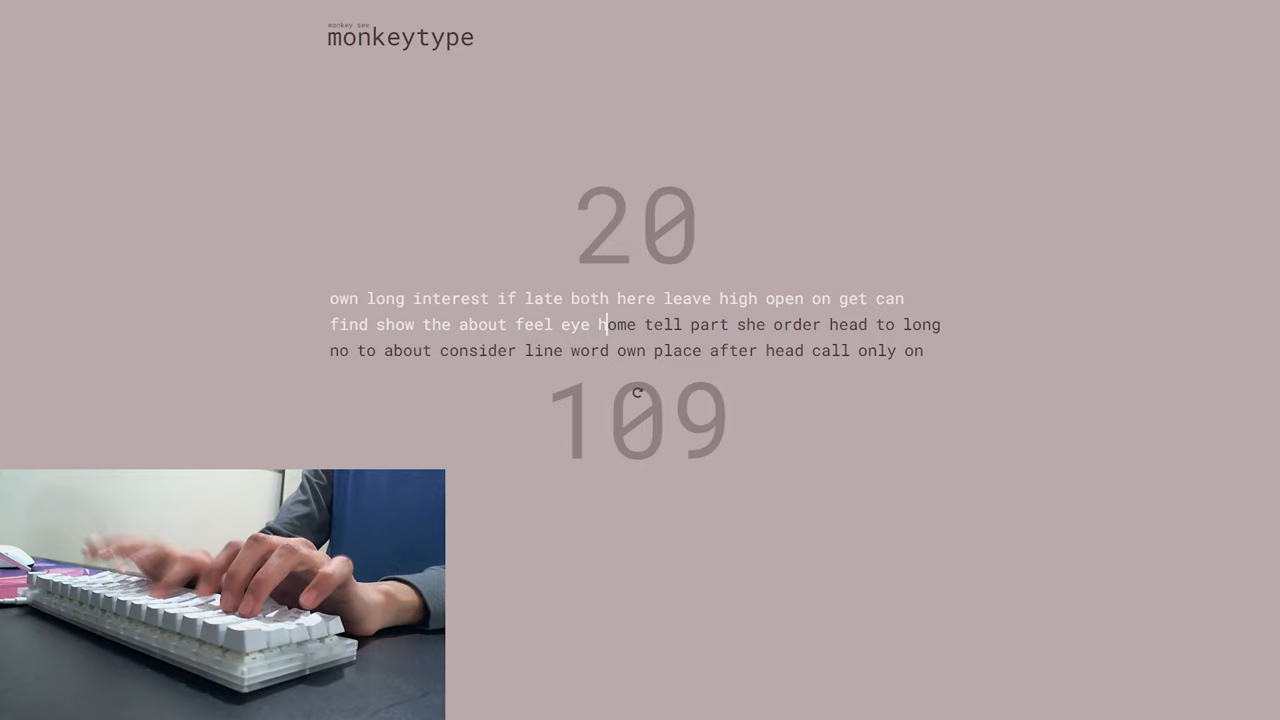 monkey see
monkeytype
20
own long interest if late both here leave high open on get can
find show the about feel eye home tell part she order head to long
no to about consider line word own place after head call only on
109